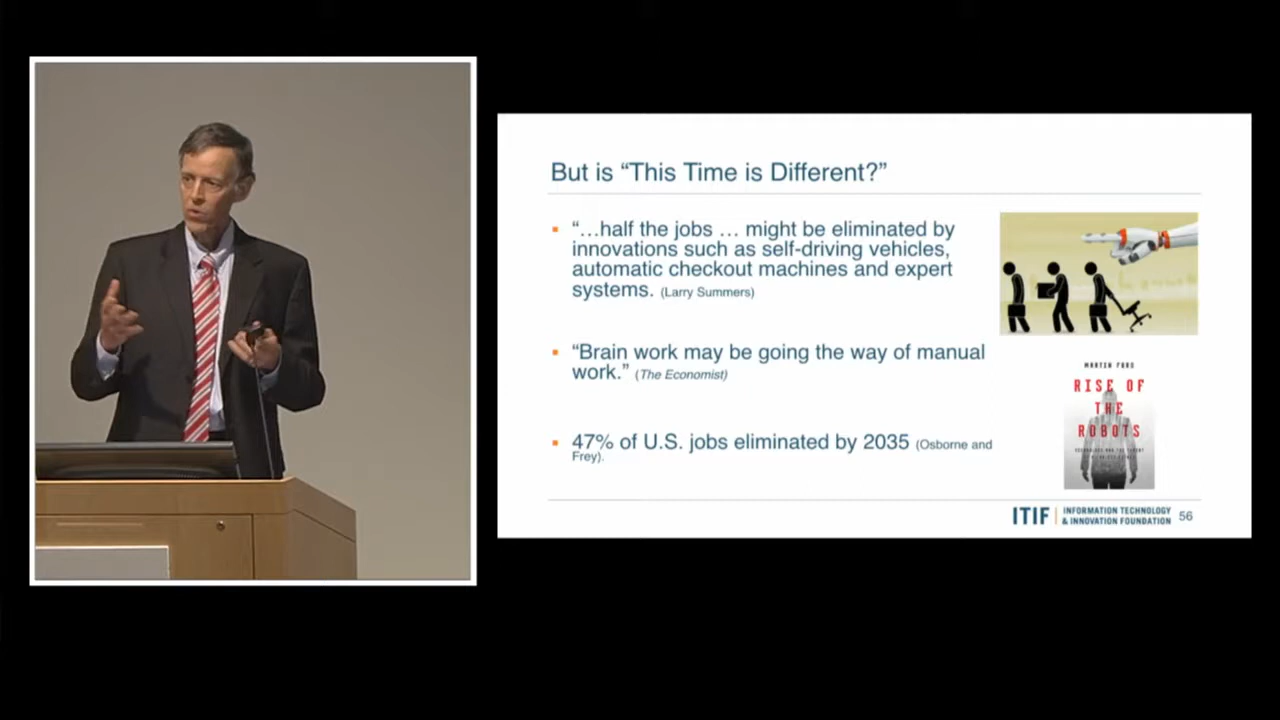 But is “This Time is Different?”
“...half the jobs ... might be eliminated by
innovations such as self-driving vehicles,
automatic checkout machines and expert
systems. (Larry Summers)
“Brain work may be going the way of manual
work.” (The Economist)
47% of U.S. jobs eliminated by 2035 (Osborne and
Frey).
MARTIN FORD
RISE OF
THE
ROBOTS
ITIF | INFORMATION TECHNOLOGY
& INNOVATION FOUNDATION
56